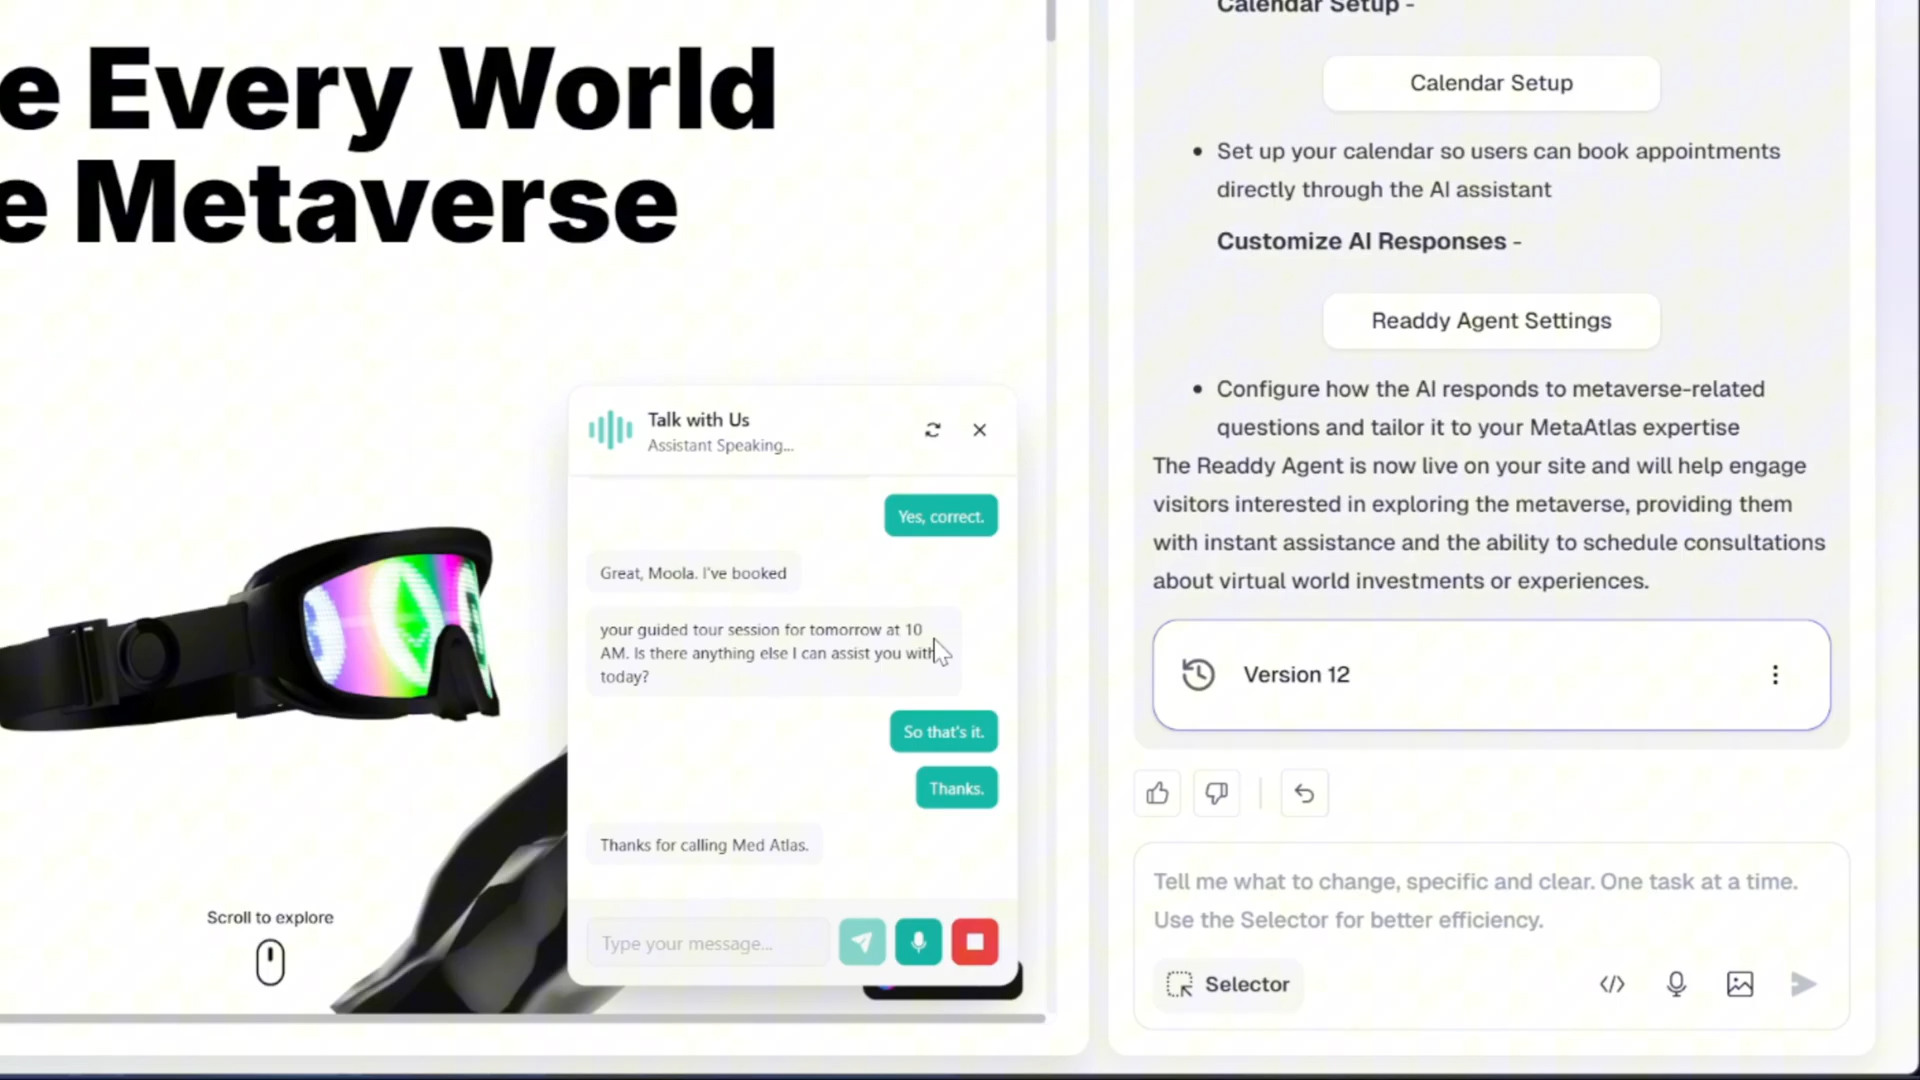 e Every World
e Metaverse
Scroll to explore
Talk with Us
Assistant Speaking...
Yes, correct.
Great, Moola. I've booked
your guided tour session for tomorrow at 10
AM. Is there anything else I can assist you with
today?
So that's it.
Thanks.
Thanks for calling Med Atlas.
Type your message...
Calendar Setup -
Calendar Setup
• Set up your calendar so users can book appointments
directly through the AI assistant
Customize AI Responses -
Readdy Agent Settings
• Configure how the AI responds to metaverse-related
questions and tailor it to your MetaAtlas expertise
The Readdy Agent is now live on your site and will help engage
visitors interested in exploring the metaverse, providing them
with instant assistance and the ability to schedule consultations
about virtual world investments or experiences.
Version 12
Tell me what to change, specific and clear. One task at a time.
Use the Selector for better efficiency.
Selector